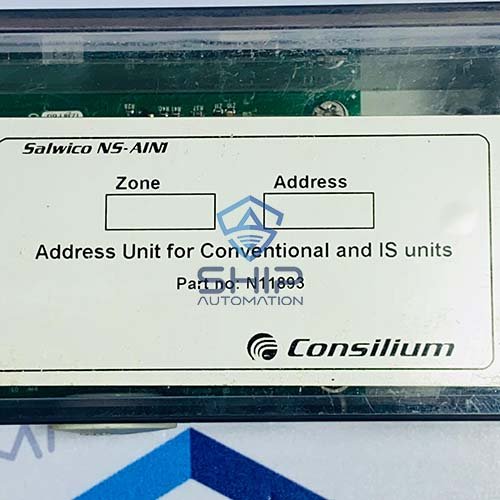 Salwico NS-AIN1
Zone Address
Address Unit for Conventional and IS units
Part no: N11893
SHIP
AUTOMATION
Consilium